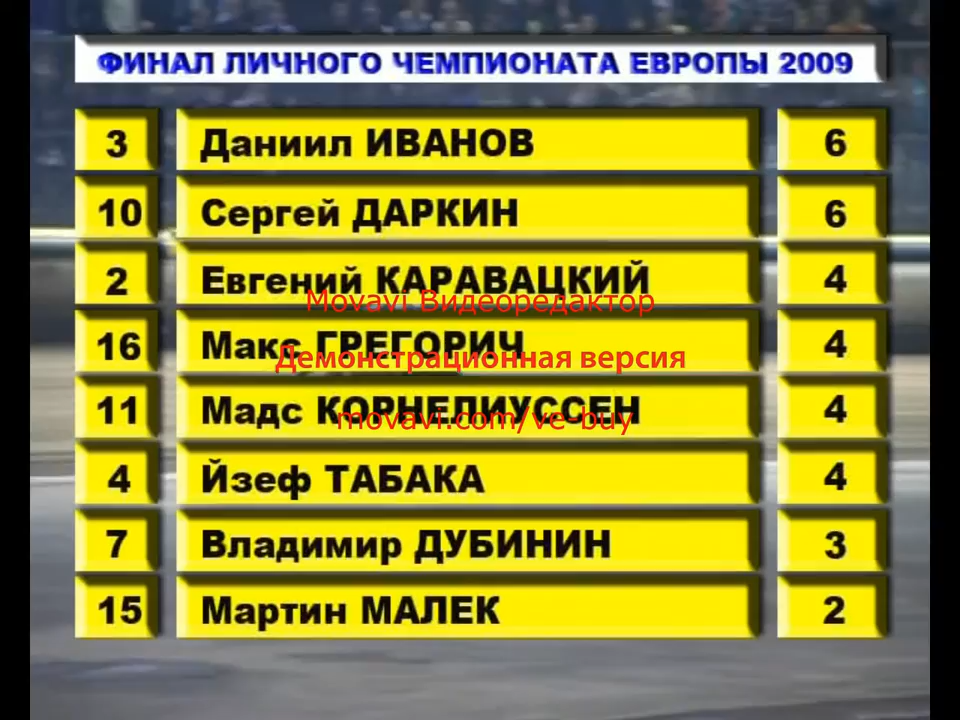 ФИНАЛ ЛИЧНОГО ЧЕМПИОНАТА ЕВРОПЫ 2009
3 Даниил ИВАНОВ 6
10 Сергей ДАРКИН 6
2 Евгений КАРАВАЦКИЙ 4
Movavi Видеоредактор
16 Макс ГРЕГОРИЧ 4
Демонстрационная версия
11 Мадс КОРНЕЛИУССЕН 4
movavi.com/ve-buy
4 Йзеф ТАБАКА 4
7 Владимир ДУБИНИН 3
15 Мартин МАЛЕК 2